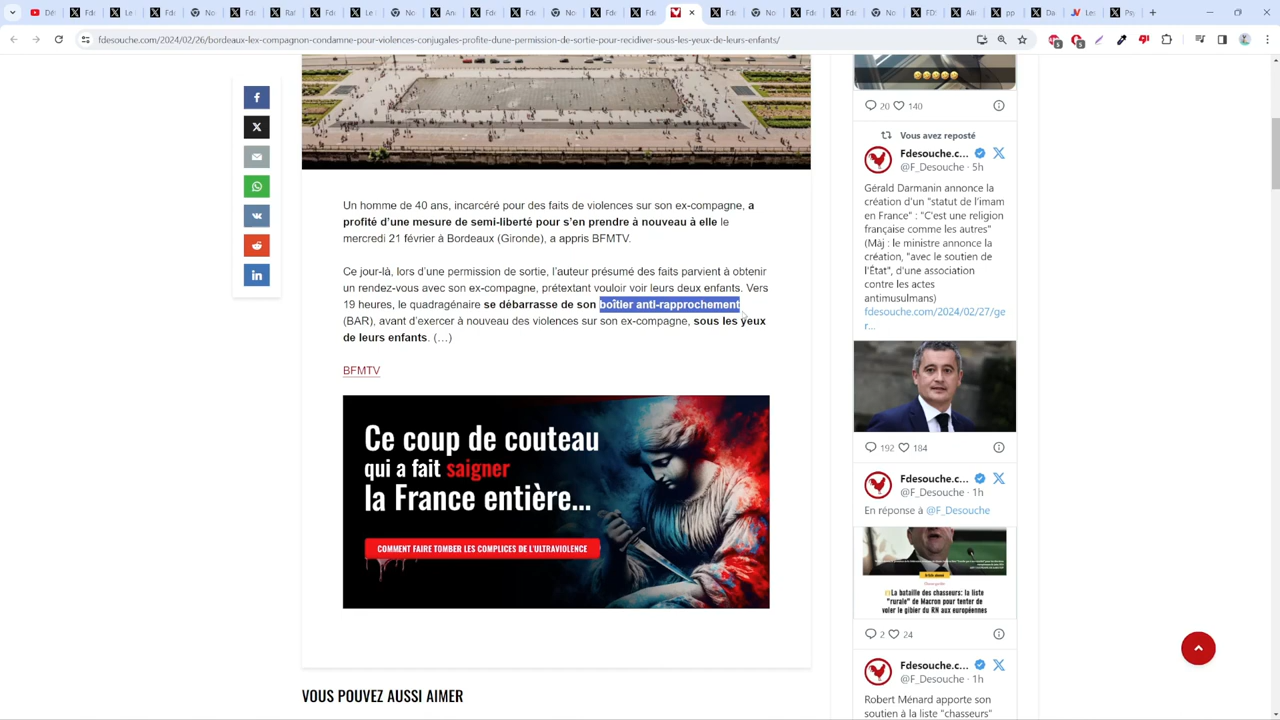 fdesouche.com/2024/02/26/bordeaux-lex-compagnon-condamne-pour-violences-conjugales-profite-dune-permission-de-sortie-pour-recidiver-sous-les-yeux-de-leurs-enfants/
Un homme de 40 ans, incarcéré pour des faits de violences sur son ex-compagne, a
profité d'une mesure de semi-liberté pour s'en prendre à nouveau à elle le
mercredi 21 février à Bordeaux (Gironde), a appris BFMTV.
Ce jour-là, lors d'une permission de sortie, l'auteur présumé des faits parvient à obtenir
un rendez-vous avec son ex-compagne, prétextant vouloir voir leurs deux enfants. Vers
19 heures, le quadragénaire se débarrasse de son boîtier anti-rapprochement
(BAR), avant d'exercer à nouveau des violences sur son ex-compagne, sous les yeux
de leurs enfants. (…)
BFMTV
Ce coup de couteau
qui a fait saigner
la France entière...
COMMENT FAIRE TOMBER LES COMPLICES DE L'ULTRAVIOLENCE
VOUS POUVEZ AUSSI AIMER
20 140
Vous avez reposté
Fdesouche.c...
@F_Desouche · 5h
Gérald Darmanin annonce la
création d'un "statut de l'imam
en France" : "C'est une religion
française comme les autres"
(Màj : le ministre annonce la
création, "avec le soutien de
l'État", d'une association
contre les actes
antimusulmans)
fdesouche.com/2024/02/27/ge
r...
192 184
Fdesouche.c...
@F_Desouche · 1h
En réponse à @F_Desouche
La bataille des chasseurs: la liste
"rurale" de Macron pour tenter de
voler le gibier du RN aux européennes
2 24
Fdesouche.c...
@F_Desouche · 1h
Robert Ménard apporte son
soutien à la liste "chasseurs"